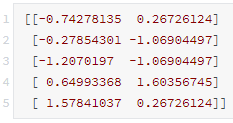 1 [[-0.74278135 0.26726124]
2 [-0.27854301 -1.06904497]
3 [-1.2070197 -1.06904497]
4 [ 0.64993368 1.60356745]
5 [ 1.57841037 0.26726124]]